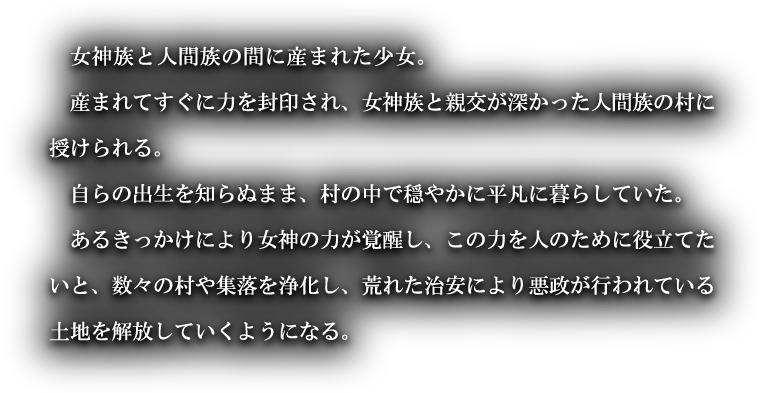 女神族と人間族の間に産まれた少女。
産まれてすぐに力を封印され、女神族と親交が深かった人間族の村に
授けられる。
自らの出生を知らぬまま、村の中で穏やかに平凡に暮らしていた。
あるきっかけにより女神の力が覚醒し、この力を人のために役立てた
いと、数々の村や集落を浄化し、荒れた治安により悪政が行われている
土地を解放していくようになる。